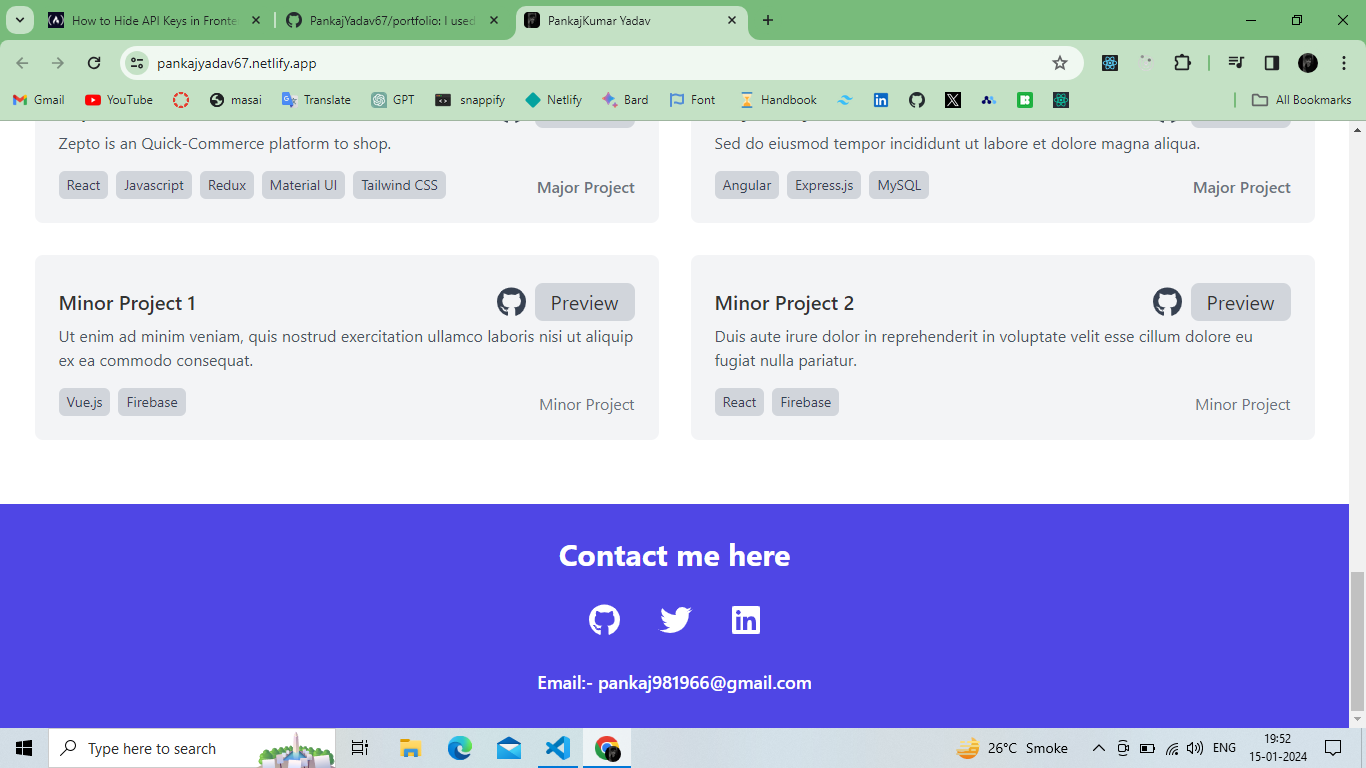 How to Hide API Keys in Fronte
PankajYadav67/portfolio: I used
PankajKumar Yadav
pankajyadav67.netlify.app
Gmail YouTube masai Translate GPT snappify Netlify Bard Font Handbook All Bookmarks
Zepto is an Quick-Commerce platform to shop.
React Javascript Redux Material UI Tailwind CSS Major Project
Sed do eiusmod tempor incididunt ut labore et dolore magna aliqua.
Angular Express.js MySQL Major Project
Minor Project 1 Preview
Ut enim ad minim veniam, quis nostrud exercitation ullamco laboris nisi ut aliquip
ex ea commodo consequat.
Vue.js Firebase Minor Project
Minor Project 2 Preview
Duis aute irure dolor in reprehenderit in voluptate velit esse cillum dolore eu
fugiat nulla pariatur.
React Firebase Minor Project
Contact me here
Email:- pankaj981966@gmail.com
Type here to search
26°C Smoke
ENG
19:52
15-01-2024